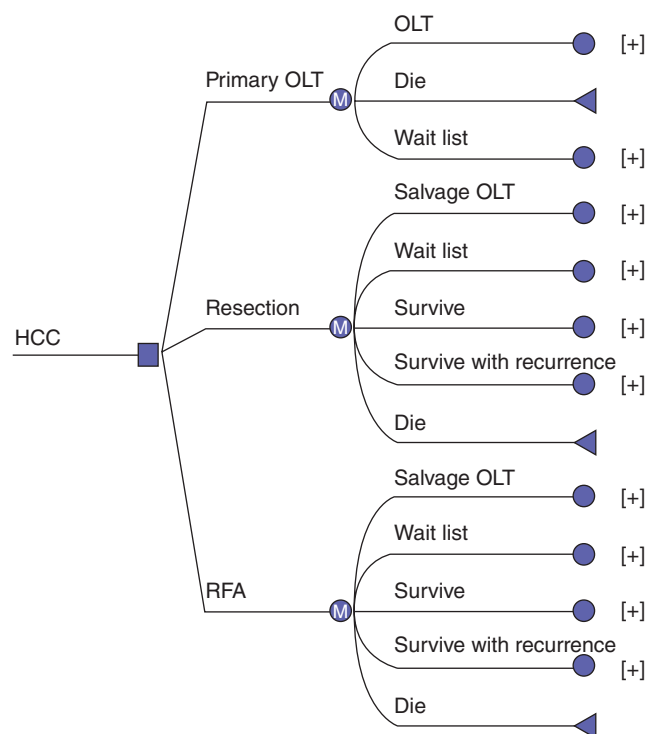 OLT
[+]
Primary OLT
M
Die
Wait list
[+]
Salvage OLT
[+]
Wait list
[+]
Resection
M
Survive
[+]
HCC
Survive with recurrence
[+]
Die
Salvage OLT
[+]
Wait list
[+]
RFA
M
Survive
[+]
Survive with recurrence
[+]
Die